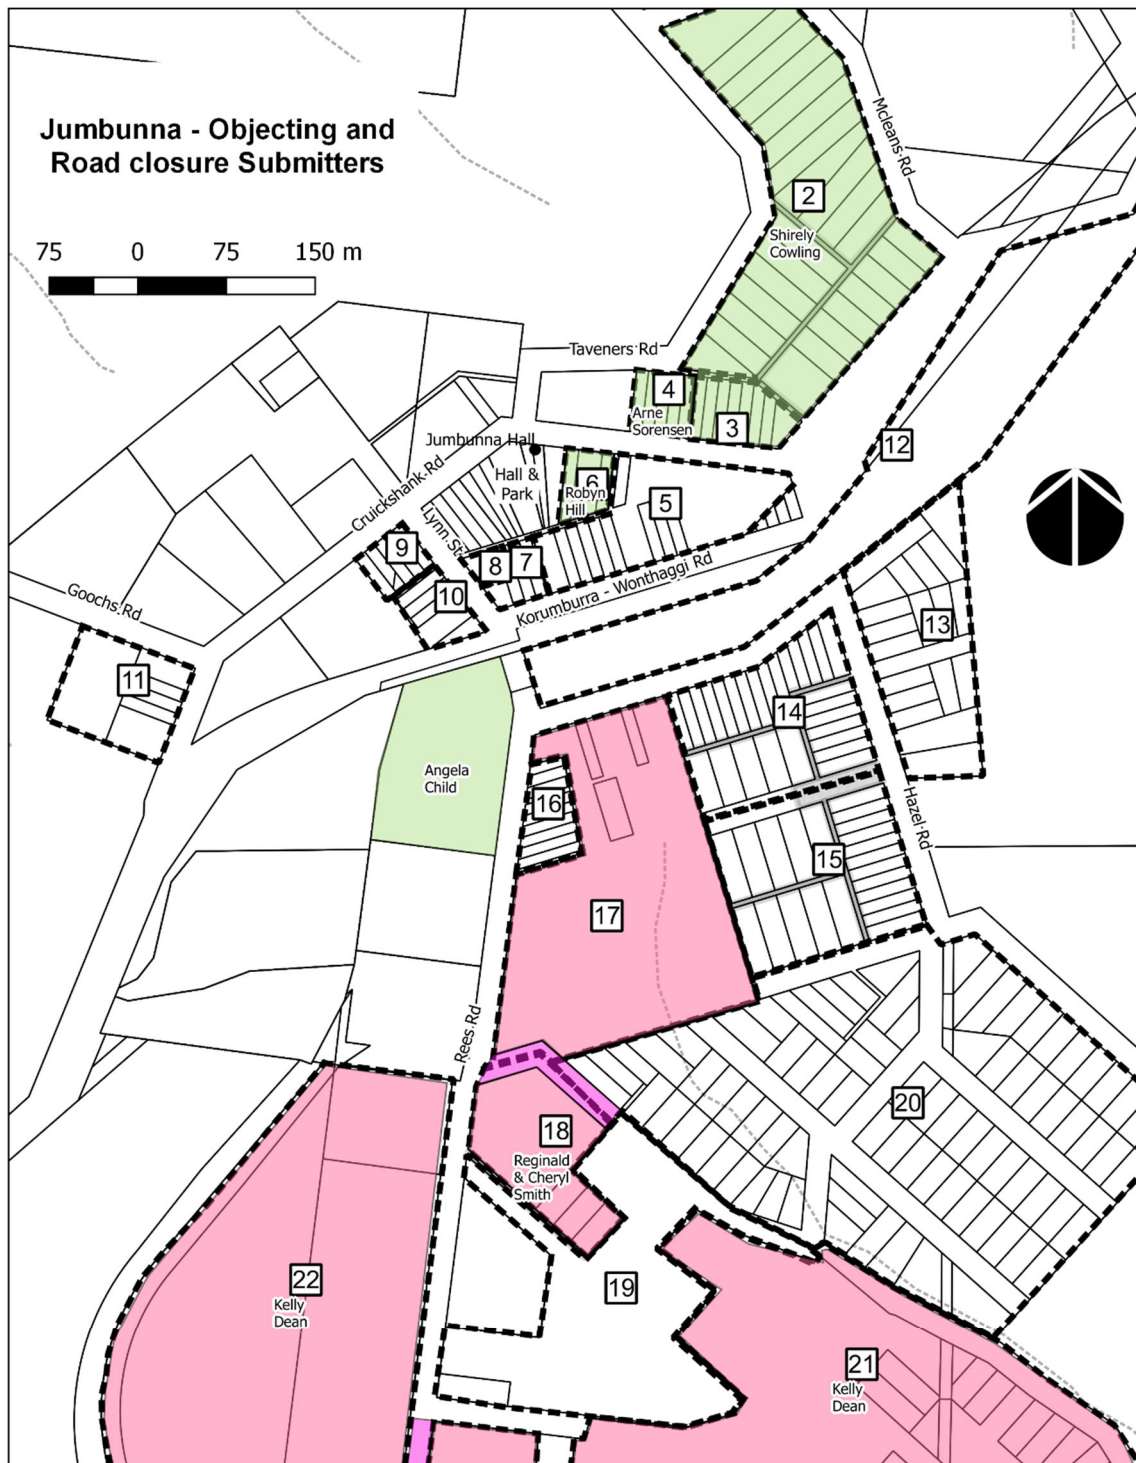 Jumbunna - Objecting and
Road closure Submitters
75 0 75 150 m
Mcleans Rd
2
Shirely
Cowling
Taveners Rd
4
Arne
Sorensen
3
12
Jumbunna Hall
Hall &
Park
6
Robyn
Hill
5
Cruickshank Rd
Lynn St
9
8
7
10
Korumburra - Wonthaggi Rd
Goochs Rd
11
13
14
Angela
Child
16
Hazel Rd
15
17
Rees Rd
20
18
Reginald
& Cheryl
Smith
22
Kelly
Dean
19
21
Kelly
Dean